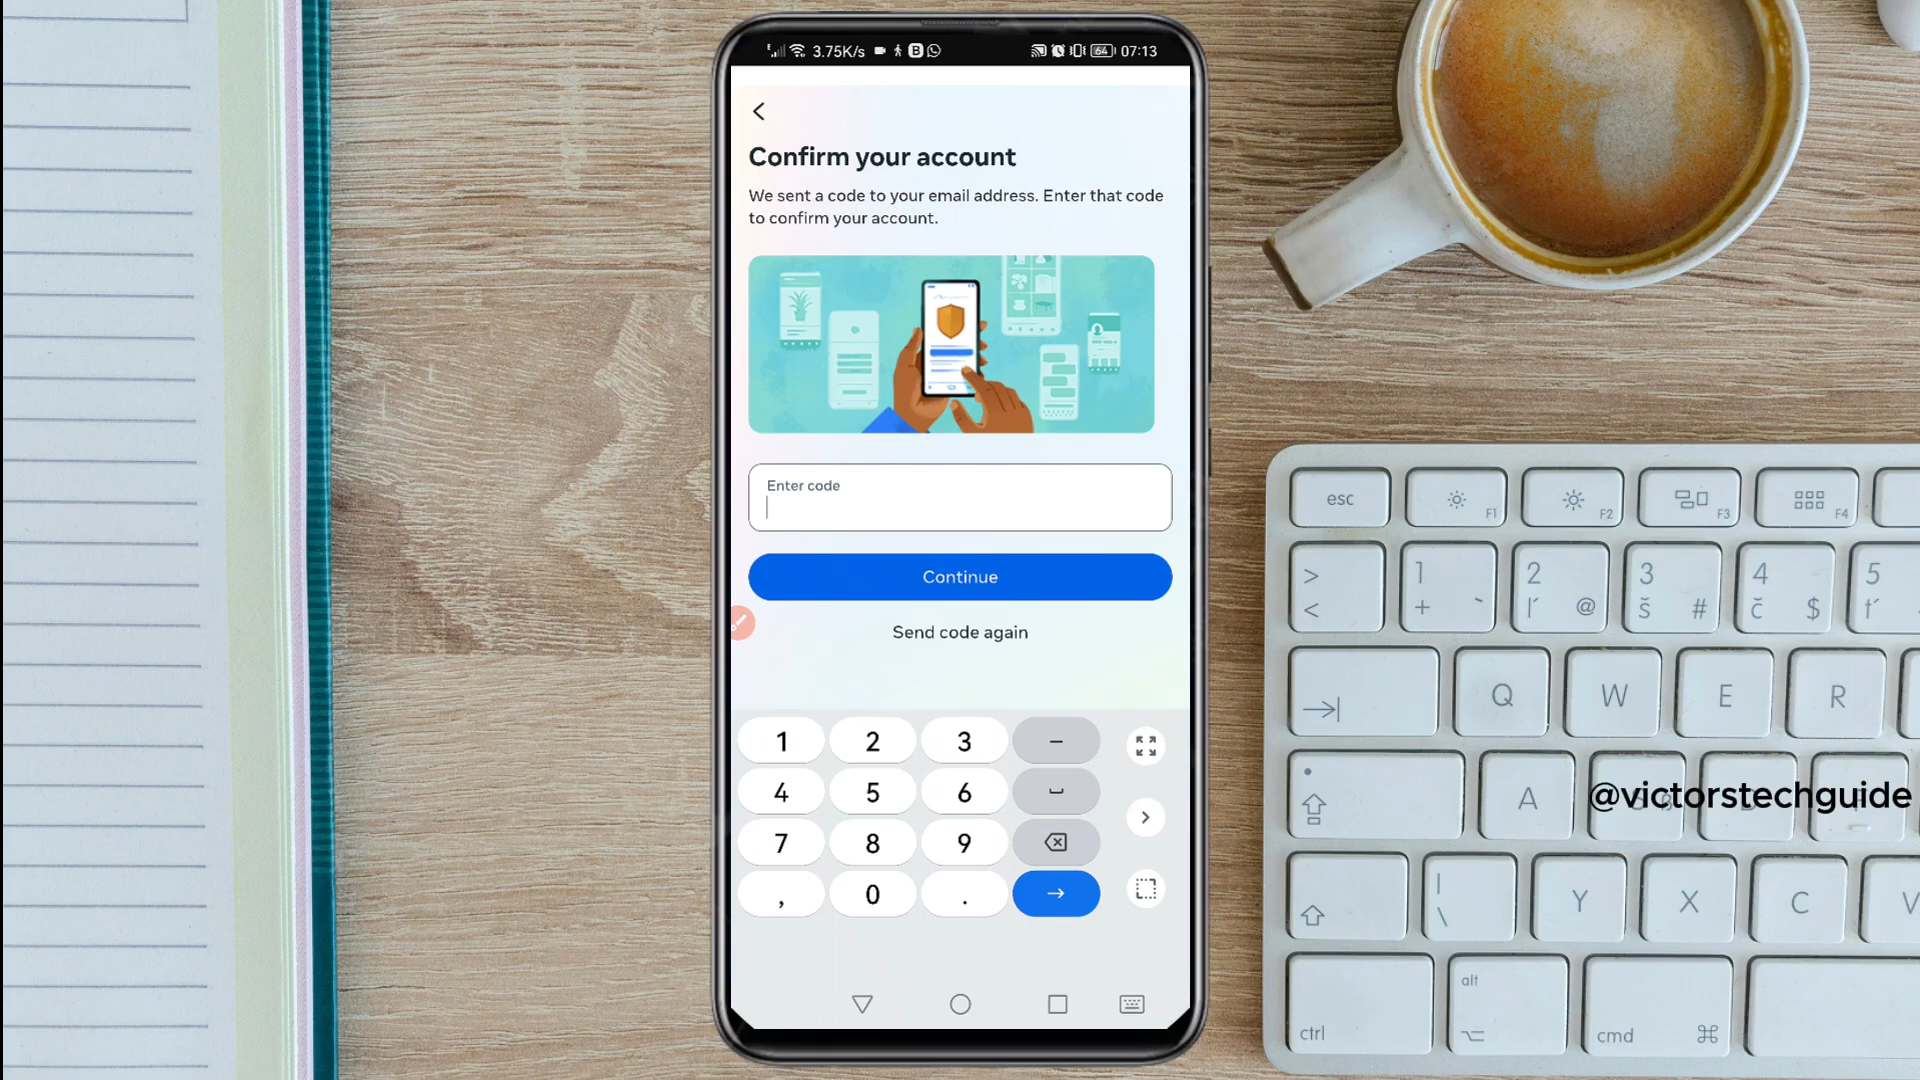 3.75K/s
64
07:13
Confirm your account
We sent a code to your email address. Enter that code
to confirm your account.
Enter code
Continue
Send code again
1 2 3 -
4 5 6
7 8 9
, 0 .
esc F1 F2 F3 F4
> <
1 +
2 ľ @
3 š #
4 č $
5 ť
Q W E R
A
@victorstechguide
| \
Y X C V
ctrl
alt
cmd ⌘